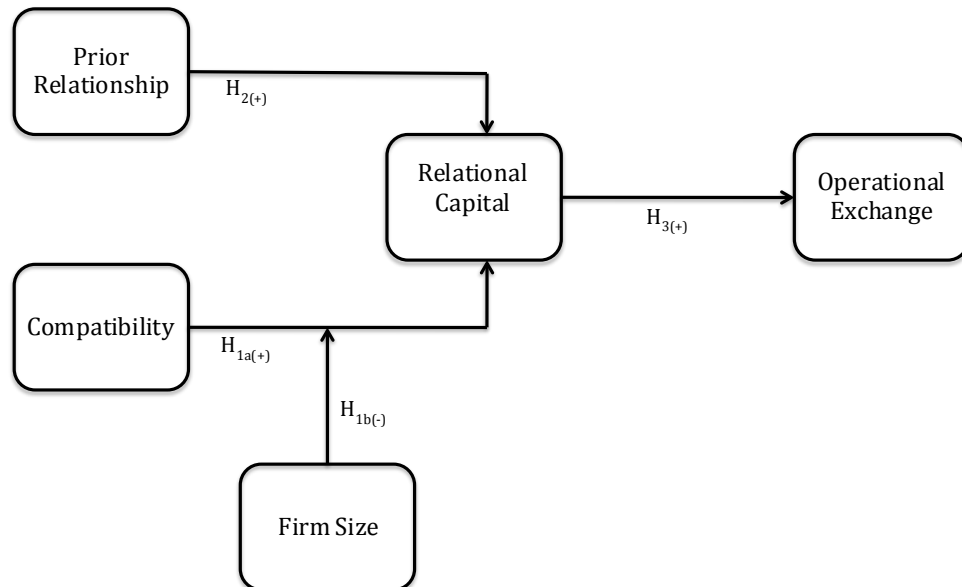 Prior
Relationship
H2(+)
Relational
Capital
Operational
Exchange
H3(+)
Compatibility
H1a(+)
H1b(-)
Firm Size